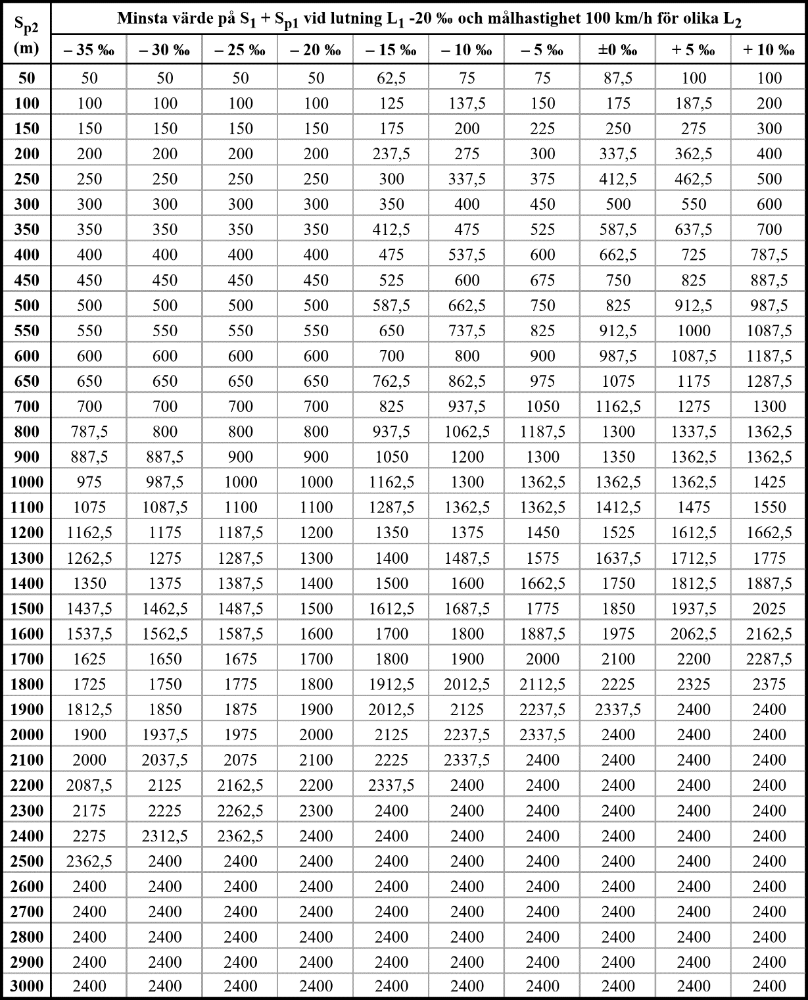 Sp2 (m) Minsta värde på S1 + Sp1 vid lutning L1 -20 ‰ och målhastighet 100 km/h för olika L2
– 35 ‰ – 30 ‰ – 25 ‰ – 20 ‰ – 15 ‰ – 10 ‰ – 5 ‰ ±0 ‰ + 5 ‰ + 10 ‰
50 50 50 50 50 62,5 75 75 87,5 100 100
100 100 100 100 100 125 137,5 150 175 187,5 200
150 150 150 150 150 175 200 225 250 275 300
200 200 200 200 200 237,5 275 300 337,5 362,5 400
250 250 250 250 250 300 337,5 375 412,5 462,5 500
300 300 300 300 300 350 400 450 500 550 600
350 350 350 350 350 412,5 475 525 587,5 637,5 700
400 400 400 400 400 475 537,5 600 662,5 725 787,5
450 450 450 450 450 525 600 675 750 825 887,5
500 500 500 500 500 587,5 662,5 750 825 912,5 987,5
550 550 550 550 550 650 737,5 825 912,5 1000 1087,5
600 600 600 600 600 700 800 900 987,5 1087,5 1187,5
650 650 650 650 650 762,5 862,5 975 1075 1175 1287,5
700 700 700 700 700 825 937,5 1050 1162,5 1275 1300
800 787,5 800 800 800 937,5 1062,5 1187,5 1300 1337,5 1362,5
900 887,5 887,5 900 900 1050 1200 1300 1350 1362,5 1362,5
1000 975 987,5 1000 1000 1162,5 1300 1362,5 1362,5 1362,5 1425
1100 1075 1087,5 1100 1100 1287,5 1362,5 1362,5 1412,5 1475 1550
1200 1162,5 1175 1187,5 1200 1350 1375 1450 1525 1612,5 1662,5
1300 1262,5 1275 1287,5 1300 1400 1487,5 1575 1637,5 1712,5 1775
1400 1350 1375 1387,5 1400 1500 1600 1662,5 1750 1812,5 1887,5
1500 1437,5 1462,5 1487,5 1500 1612,5 1687,5 1775 1850 1937,5 2025
1600 1537,5 1562,5 1587,5 1600 1700 1800 1887,5 1975 2062,5 2162,5
1700 1625 1650 1675 1700 1800 1900 2000 2100 2200 2287,5
1800 1725 1750 1775 1800 1912,5 2012,5 2112,5 2225 2325 2375
1900 1812,5 1850 1875 1900 2012,5 2125 2237,5 2337,5 2400 2400
2000 1900 1937,5 1975 2000 2125 2237,5 2337,5 2400 2400 2400
2100 2000 2037,5 2075 2100 2225 2337,5 2400 2400 2400 2400
2200 2087,5 2125 2162,5 2200 2337,5 2400 2400 2400 2400 2400
2300 2175 2225 2262,5 2300 2400 2400 2400 2400 2400 2400
2400 2275 2312,5 2362,5 2400 2400 2400 2400 2400 2400 2400
2500 2362,5 2400 2400 2400 2400 2400 2400 2400 2400 2400
2600 2400 2400 2400 2400 2400 2400 2400 2400 2400 2400
2700 2400 2400 2400 2400 2400 2400 2400 2400 2400 2400
2800 2400 2400 2400 2400 2400 2400 2400 2400 2400 2400
2900 2400 2400 2400 2400 2400 2400 2400 2400 2400 2400
3000 2400 2400 2400 2400 2400 2400 2400 2400 2400 2400